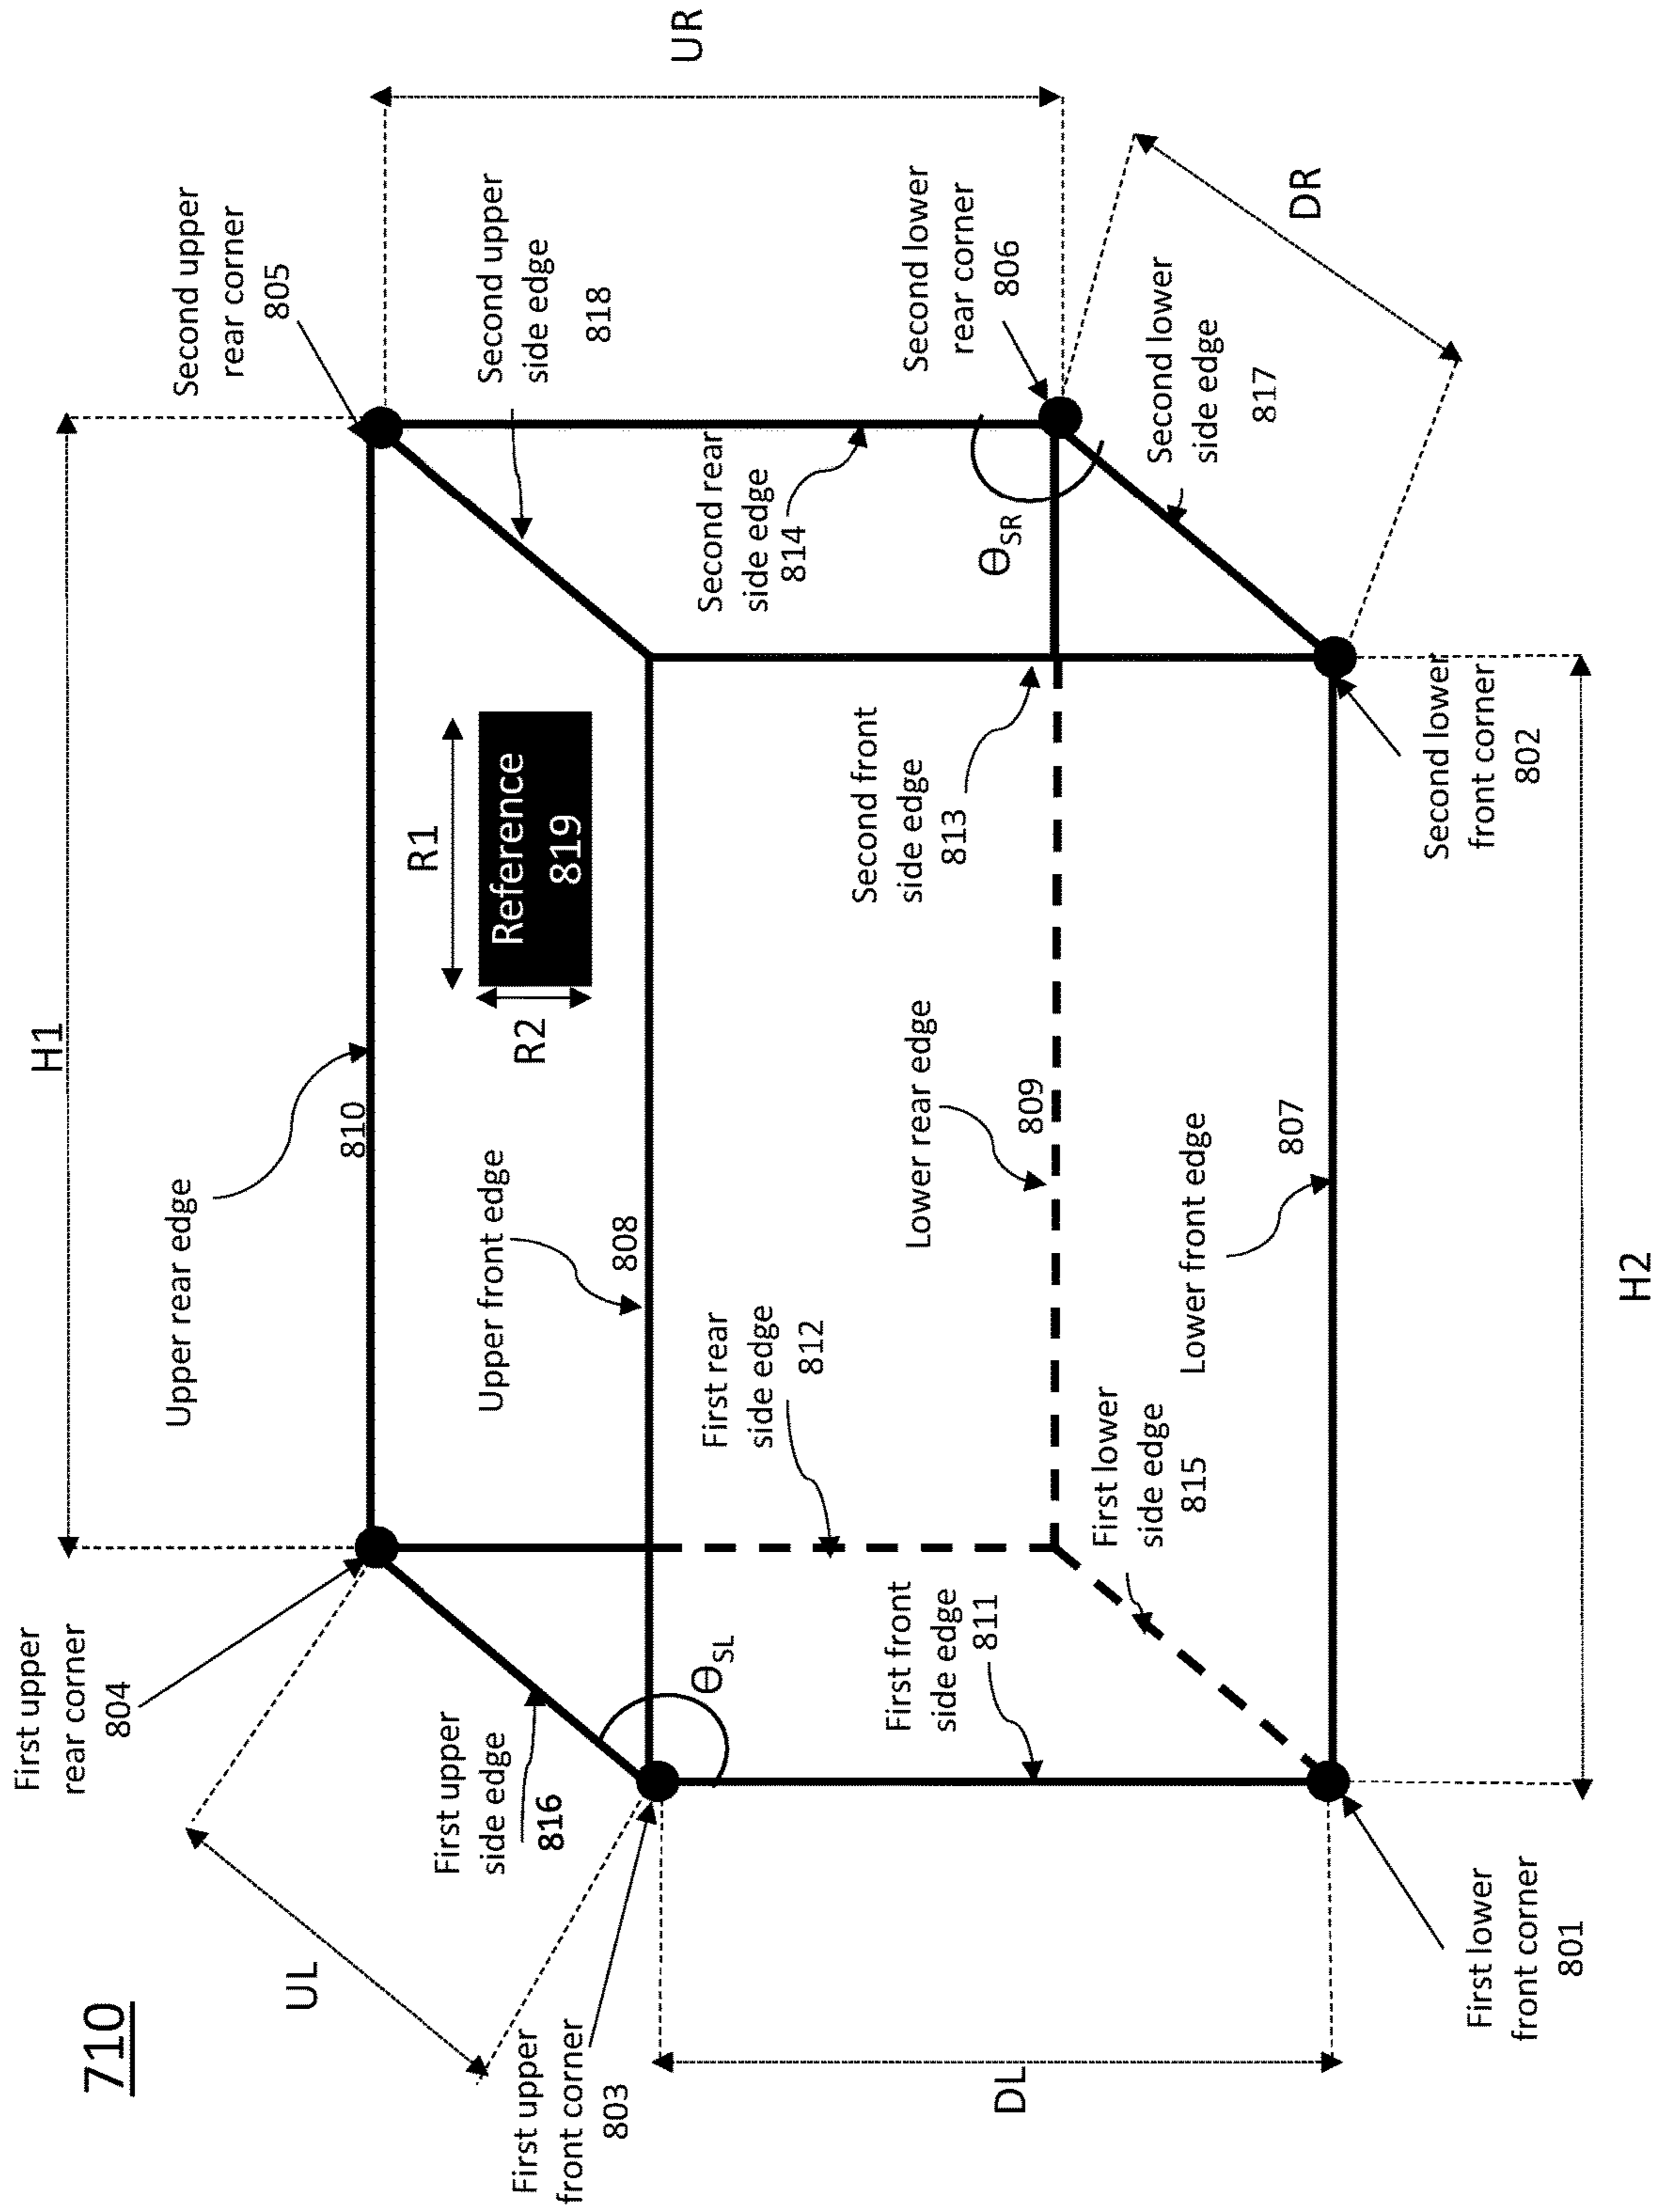 710
H1
First upper
rear corner
804
Upper rear edge
810
Second upper
rear corner
805
UR
UL
First upper
side edge
816
Upper front edge
808
R1
R2
Reference
819
Second upper
side edge
818
First upper
front corner
803
ΘSL
First rear
side edge
812
Second rear
side edge
814
Second lower
rear corner
806
DL
First front
side edge
811
Lower rear edge
809
Second front
side edge
813
ΘSR
First lower
side edge
815
Lower front edge
807
Second lower
side edge
817
DR
First lower
front corner
801
H2
Second lower
front corner
802